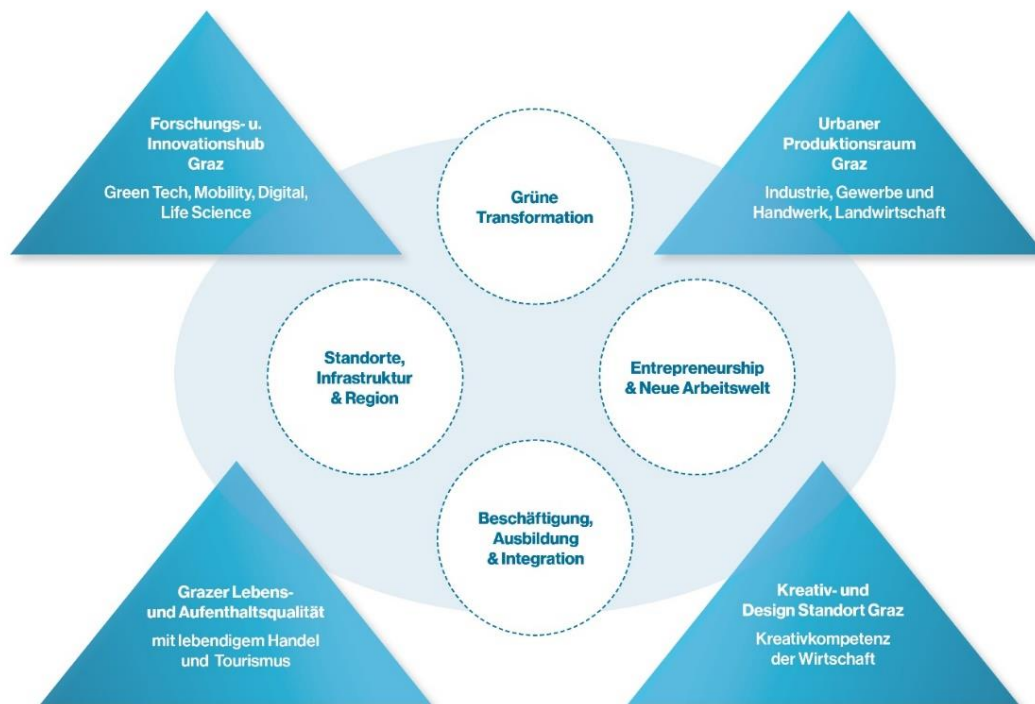 Forschungs- u.
Innovationshub
Graz
Green Tech, Mobility, Digital,
Life Science
Urbaner
Produktionsraum
Graz
Industrie, Gewerbe und
Handwerk, Landwirtschaft
Grüne
Transformation
Standorte,
Infrastruktur
& Region
Entrepreneurship
& Neue Arbeitswelt
Beschäftigung,
Ausbildung
& Integration
Grazer Lebens-
und Aufenthaltsqualität
mit lebendigem Handel
und Tourismus
Kreativ- und
Design Standort Graz
Kreativkompetenz
der Wirtschaft